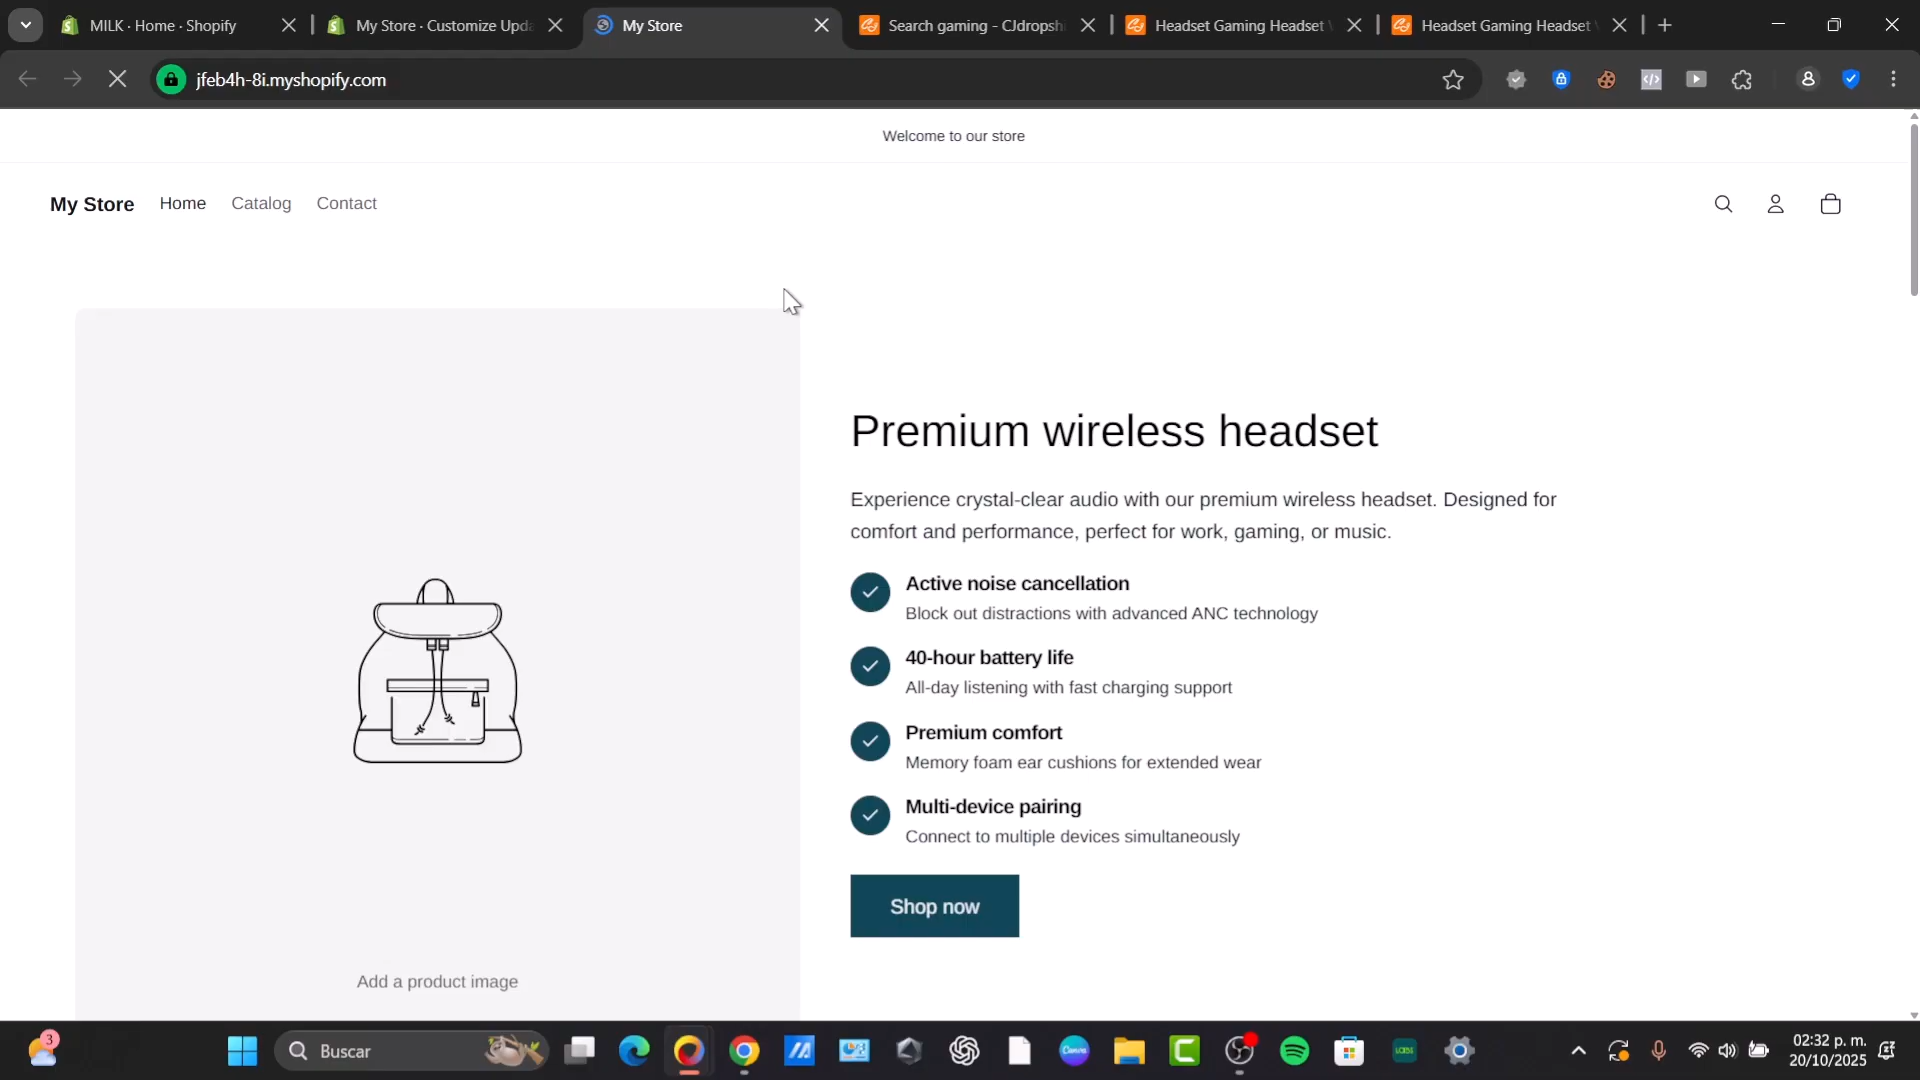 MILK · Home · Shopify
My Store · Customize Upda
My Store
Search gaming - CJdropshi
Headset Gaming Headset
Headset Gaming Headset
jfeb4h-8i.myshopify.com
Welcome to our store
My Store
Home
Catalog
Contact
Premium wireless headset
Experience crystal-clear audio with our premium wireless headset. Designed for
comfort and performance, perfect for work, gaming, or music.
Active noise cancellation
Block out distractions with advanced ANC technology
40-hour battery life
All-day listening with fast charging support
Premium comfort
Memory foam ear cushions for extended wear
Multi-device pairing
Connect to multiple devices simultaneously
Shop now
Add a product image
3
Buscar
Canva
02:32 p. m.
20/10/2025